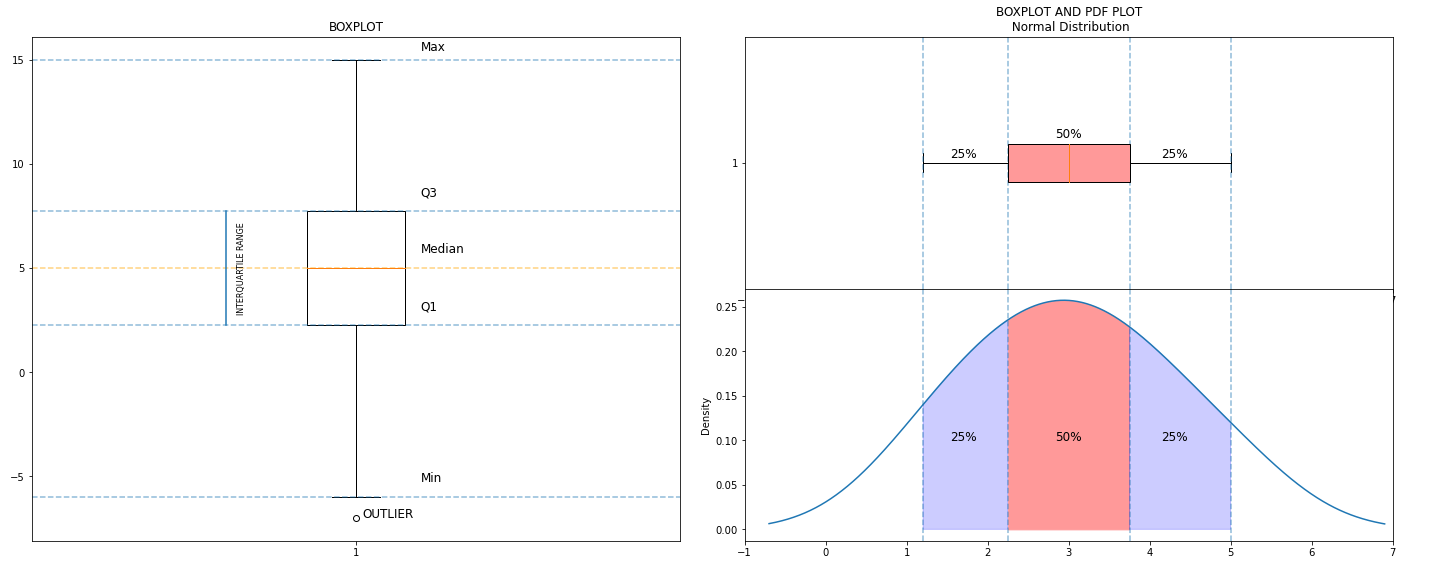 BOXPLOT
Max
15
10
Q3
Median
5
INTERQUARTILE RANGE
Q1
0
Min
−5
OUTLIER
1
BOXPLOT AND PDF PLOT
Normal Distribution
50%
25%
25%
1
0.25
0.20
0.15
Density
0.10
25%
50%
25%
0.05
0.00
−1
0
1
2
3
4
5
6
7